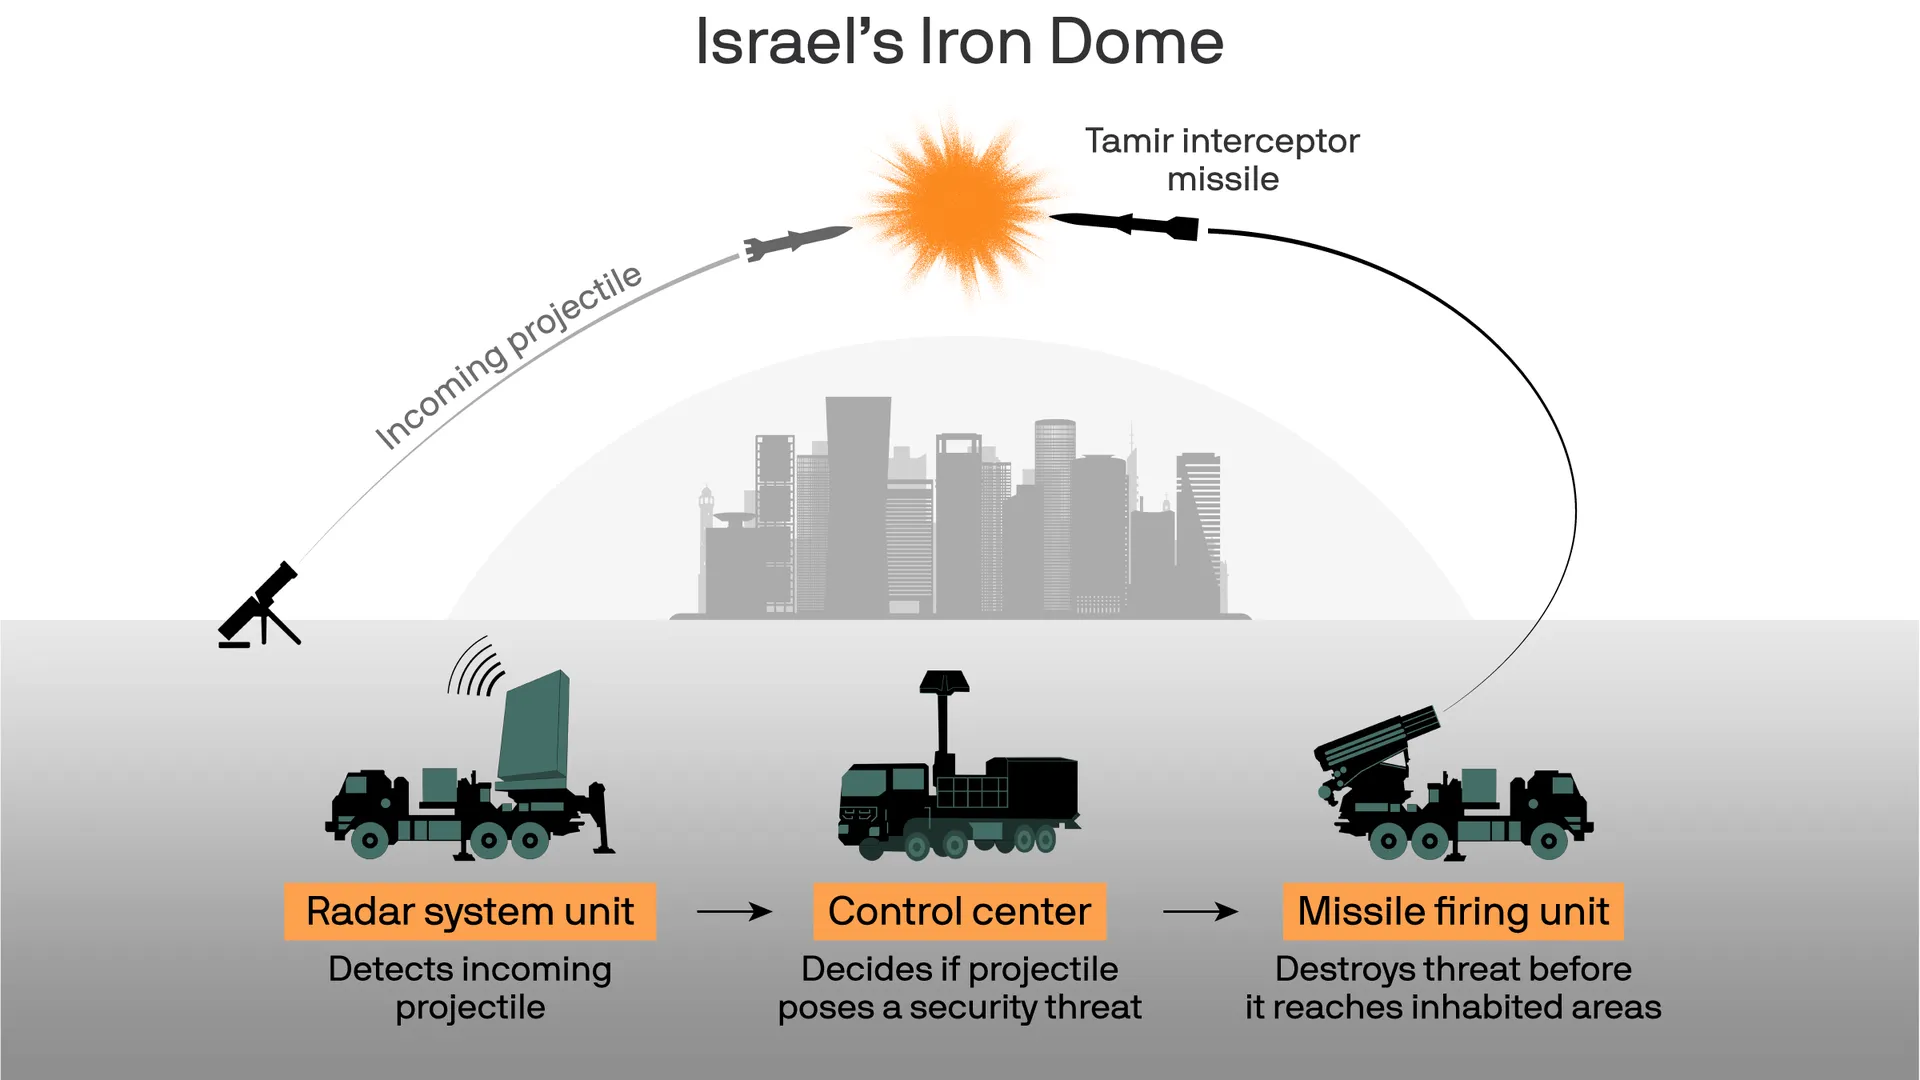 Israel’s Iron Dome
Tamir interceptor
missile
Incoming projectile
Radar system unit
Detects incoming
projectile
Control center
Decides if projectile
poses a security threat
Missile firing unit
Destroys threat before
it reaches inhabited areas